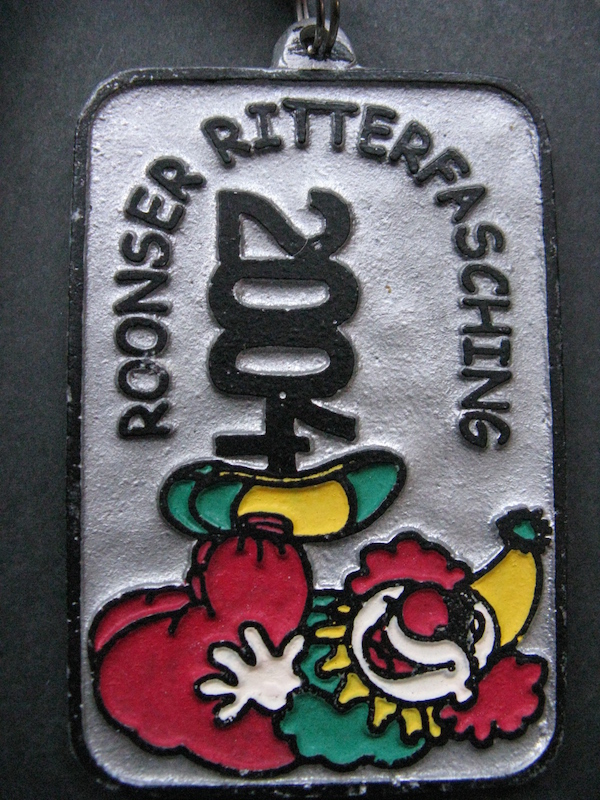 ROONSER RITTERFASCHING
2004